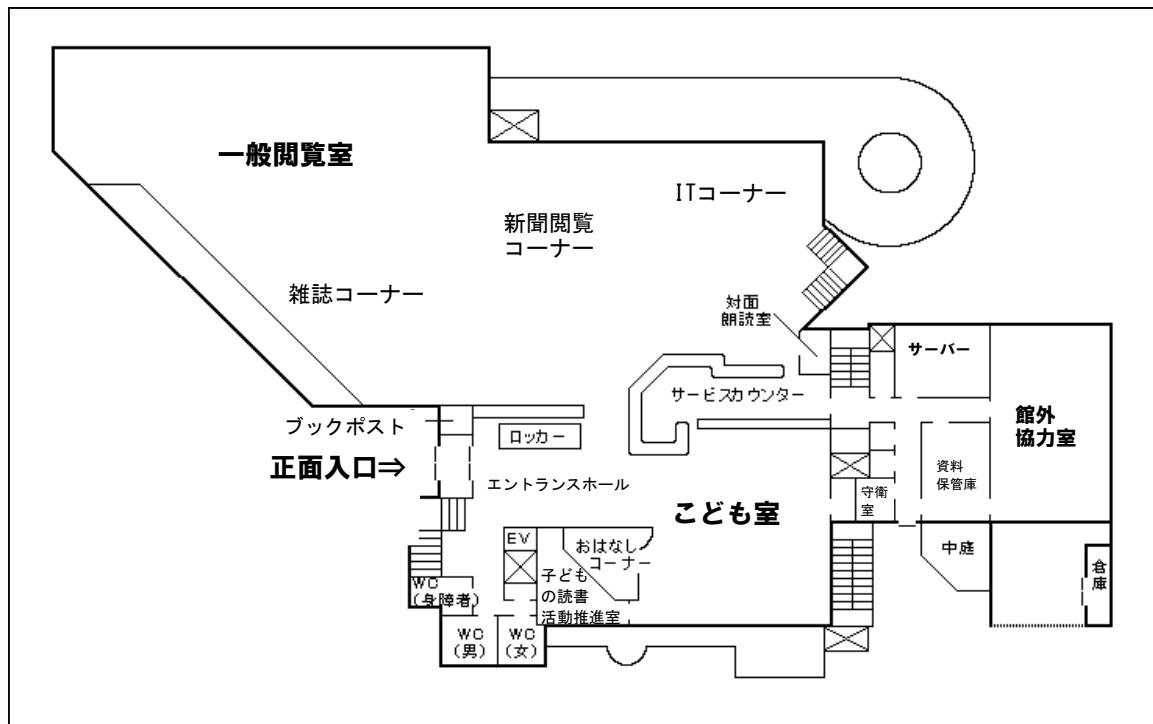 一般閲覧室
ITコーナー
新聞閲覧
コーナー
雑誌コーナー
対面
朗読室
サーバー
サービスカウンター
ブックポスト
ロッカー
館外
協力室
正面入口⇒
エントランスホール
資料
保管庫
守衛
室
こども室
EV
おはなし
コーナー
中庭
倉庫
子ども
の読書
活動推進室
WC
(身障者)
WC
(男)
WC
(女)